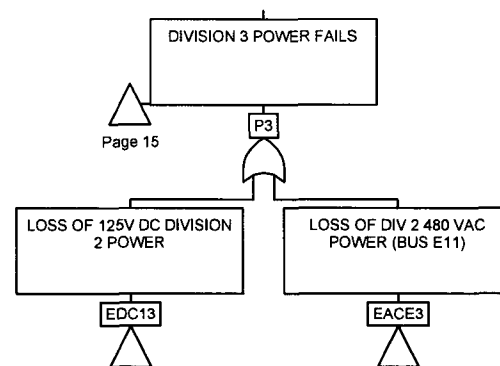 DIVISION 3 POWER FAILS
Page 15
P3
LOSS OF 125V DC DIVISION
2 POWER
LOSS OF DIV 2 480 VAC
POWER (BUS E11)
EDC13
EACE3